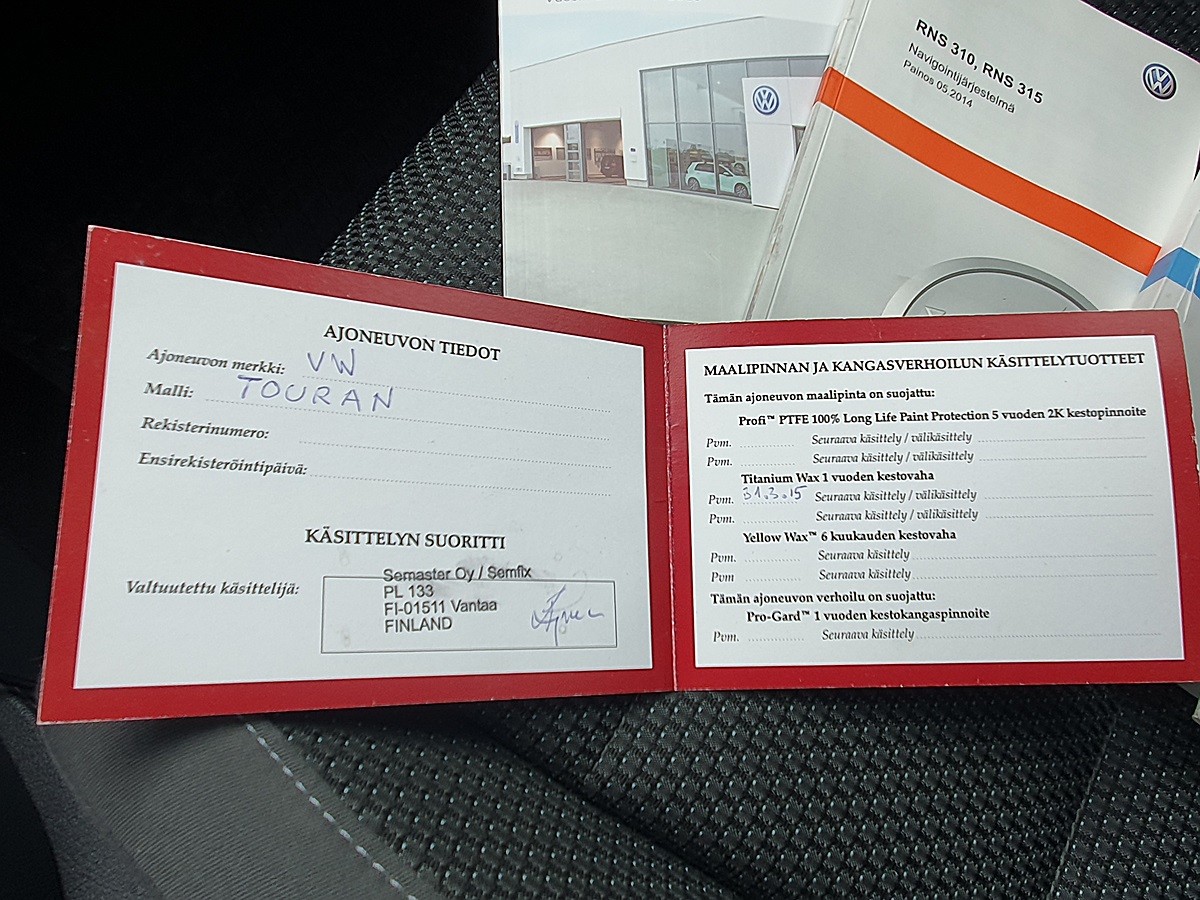 RNS 310, RNS 315
Navigointijärjestelmä
Painos 05.2014
AJONEUVON TIEDOT
Ajoneuvon merkki: VW
Malli: TOURAN
Rekisterinumero:
Ensirekisteröintipäivä:
KÄSITTELYN SUORITTI
Valtuutettu käsittelijä:
Semaster Oy / Semfix
PL 133
FI-01511 Vantaa
FINLAND
MAALIPINNAN JA KANGASVERHOILUN KÄSITTELYTUOTTEET
Tämän ajoneuvon maalipinta on suojattu:
Profi™ PTFE 100% Long Life Paint Protection 5 vuoden 2K kestopinnoite
Pvm. Seuraava käsittely / välikäsittely
Pvm. Seuraava käsittely / välikäsittely
Titanium Wax 1 vuoden kestovaha
Pvm. 31.3.15 Seuraava käsittely / välikäsittely
Pvm. Seuraava käsittely / välikäsittely
Yellow Wax™ 6 kuukauden kestovaha
Pvm. Seuraava käsittely
Pvm Seuraava käsittely
Tämän ajoneuvon verhoilu on suojattu:
Pro-Gard™ 1 vuoden kestokangaspinnoite
Pvm. Seuraava käsittely